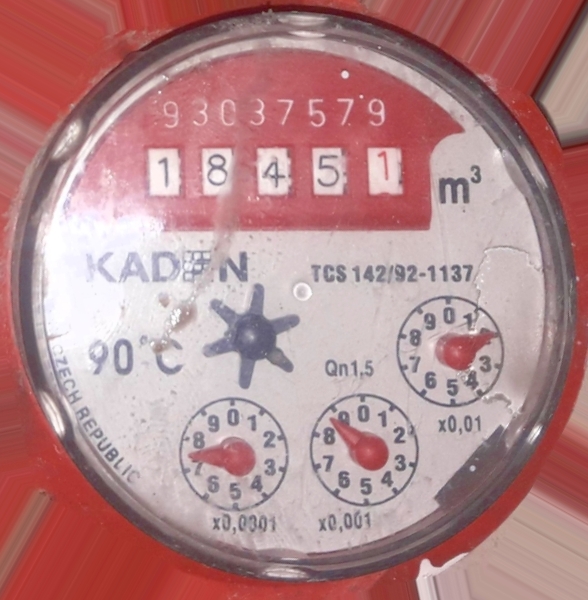 93037579
18451 m³
KADEN TCS 142/92-1137
90°C
Qn1,5
CZECH REPUBLIC
0 1 2 3 4 5 6 7 8 9
x0,01
0 1 2 3 4 5 6 7 8 9
x0,001
0 1 2 3 4 5 6 7 8 9
x0,0001